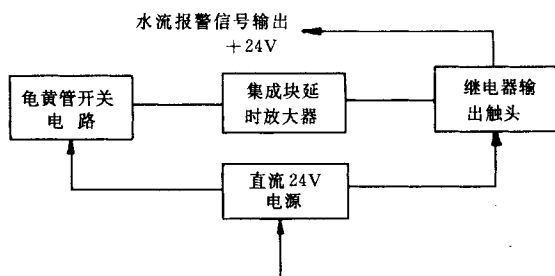 水流报警信号输出
+24V
龟黄管开关
电路
集成块延
时放大器
继电器输
出触头
直流24V
电源